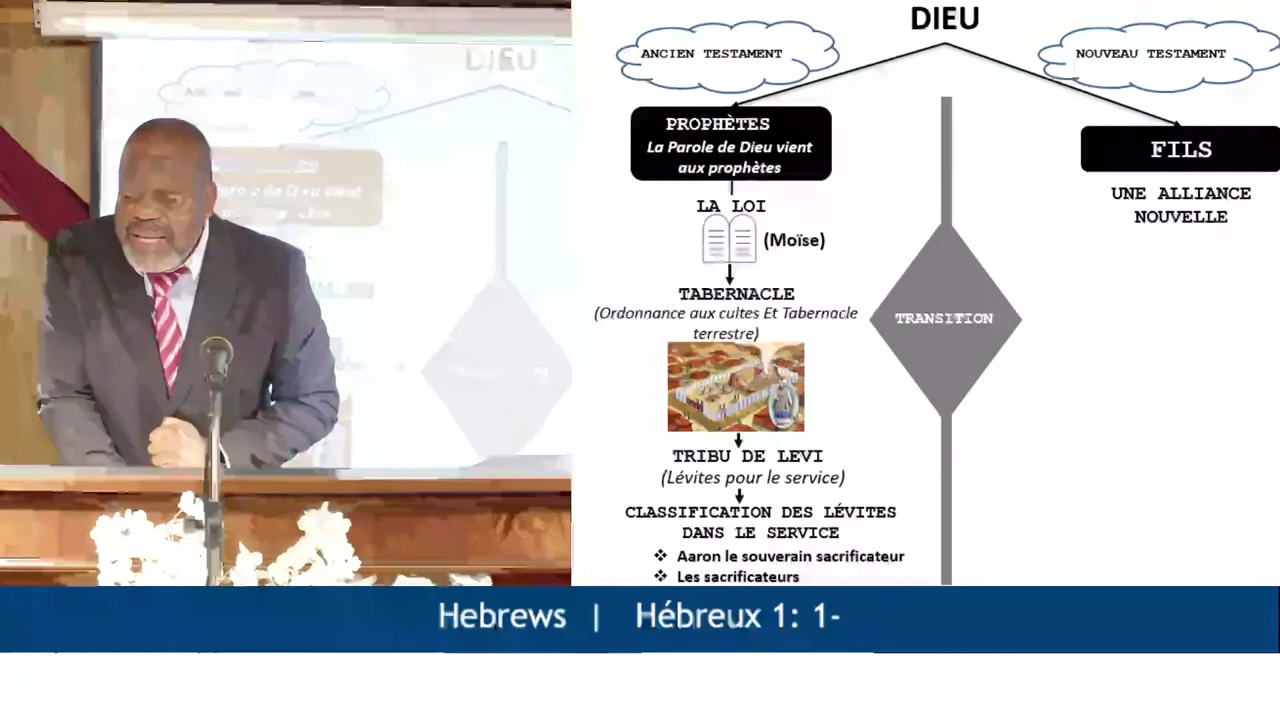 DIEU
ANCIEN TESTAMENT
NOUVEAU TESTAMENT
PROPHÈTES
La Parole de Dieu vient
aux prophètes
FILS
UNE ALLIANCE
NOUVELLE
LA LOI
(Moïse)
TABERNACLE
(Ordonnance aux cultes Et Tabernacle
terrestre)
TRANSITION
TRIBU DE LEVI
(Lévites pour le service)
CLASSIFICATION DES LÉVITES
DANS LE SERVICE
❖ Aaron le souverain sacrificateur
❖ Les sacrificateurs
DIEU
Hebrews | Hébreux 1: 1-